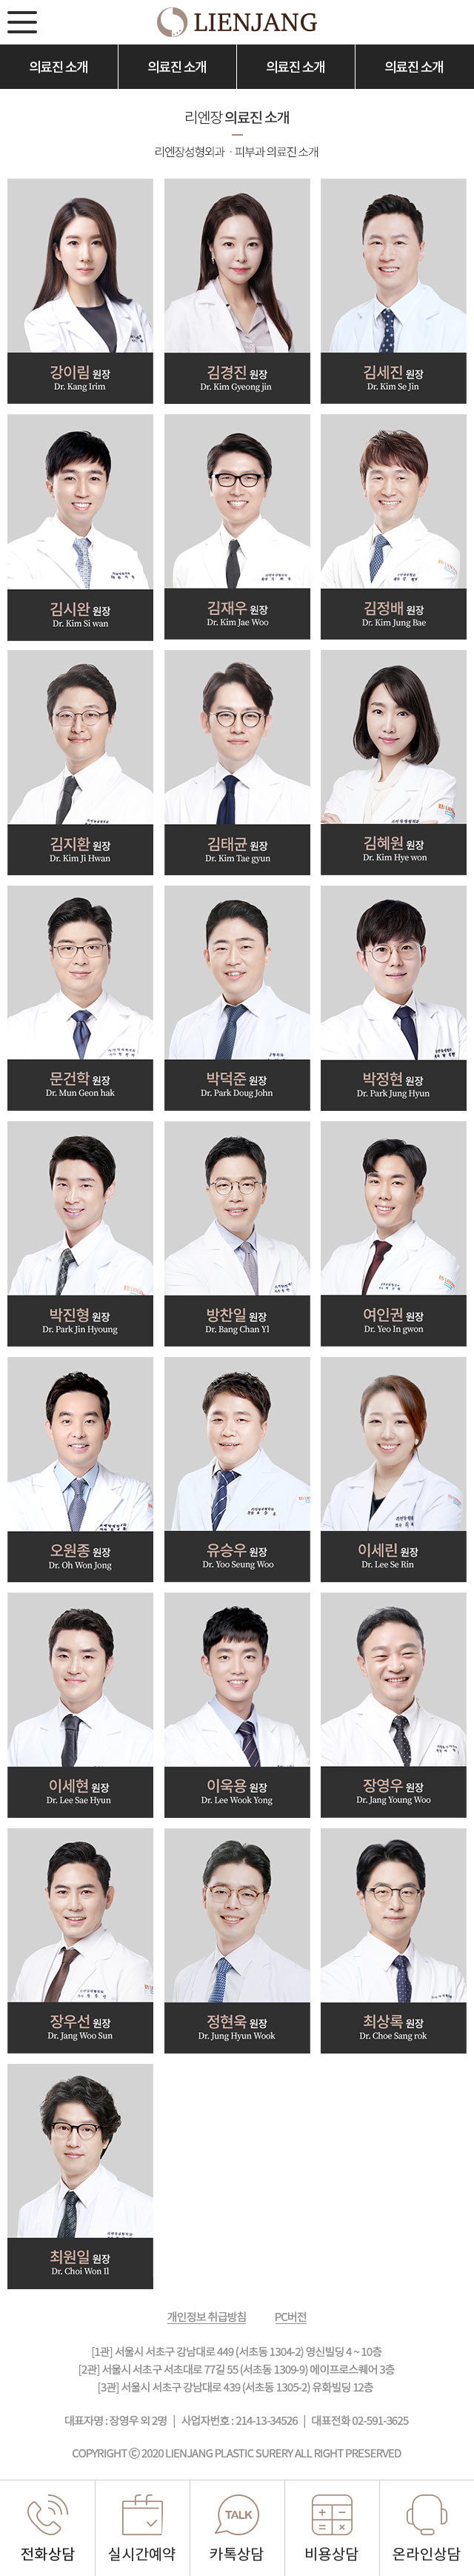 LIENJANG
의료진 소개 의료진 소개 의료진 소개 의료진 소개
리엔장 의료진 소개
리엔장성형외과 · 피부과 의료진 소개
강이림 원장 김경진 원장 김세진 원장
Dr. Kang Irim Dr. Kim Gyeong jin Dr. Kim Se Jin
김시완 원장 김재우 원장 김정배 원장
Dr. Kim Si wan Dr. Kim Jae Woo Dr. Kim Jung Bae
김지환 원장 김태균 원장 김혜원 원장
Dr. Kim Ji Hwan Dr. Kim Tae gyun Dr. Kim Hye won
문건학 원장 박덕준 원장 박정현 원장
Dr. Mun Geon hak Dr. Park Doug John Dr. Park Jung Hyun
박진형 원장 방찬일 원장 여인권 원장
Dr. Park Jin Hyoung Dr. Bang Chan Yl Dr. Yeo In gwon
오원종 원장 유승우 원장 이세린 원장
Dr. Oh Won Jong Dr. Yoo Seung Woo Dr. Lee Se Rin
이세현 원장 이욱용 원장 장영우 원장
Dr. Lee Sae Hyun Dr. Lee Wook Yong Dr. Jang Young Woo
장우선 원장 정현욱 원장 최상록 원장
Dr. Jang Woo Sun Dr. Jung Hyun Wook Dr. Choe Sang rok
최원일 원장
Dr. Choi Won Il
개인정보 취급방침 PC버전
[1관] 서울시 서초구 강남대로 449 (서초동 1304-2) 영신빌딩 4 ~ 10층
[2관] 서울시 서초구 서초대로 77길 55 (서초동 1309-9) 에이프로스퀘어 3층
[3관] 서울시 서초구 강남대로 439 (서초동 1305-2) 유화빌딩 12층
대표자명 : 장영우 외 2명 | 사업자번호 : 214-13-34526 | 대표전화 02-591-3625
COPYRIGHT ⓒ 2020 LIENJANG PLASTIC SURERY ALL RIGHT PRESERVED
TALK
전화상담 실시간예약 카톡상담 비용상담 온라인상담